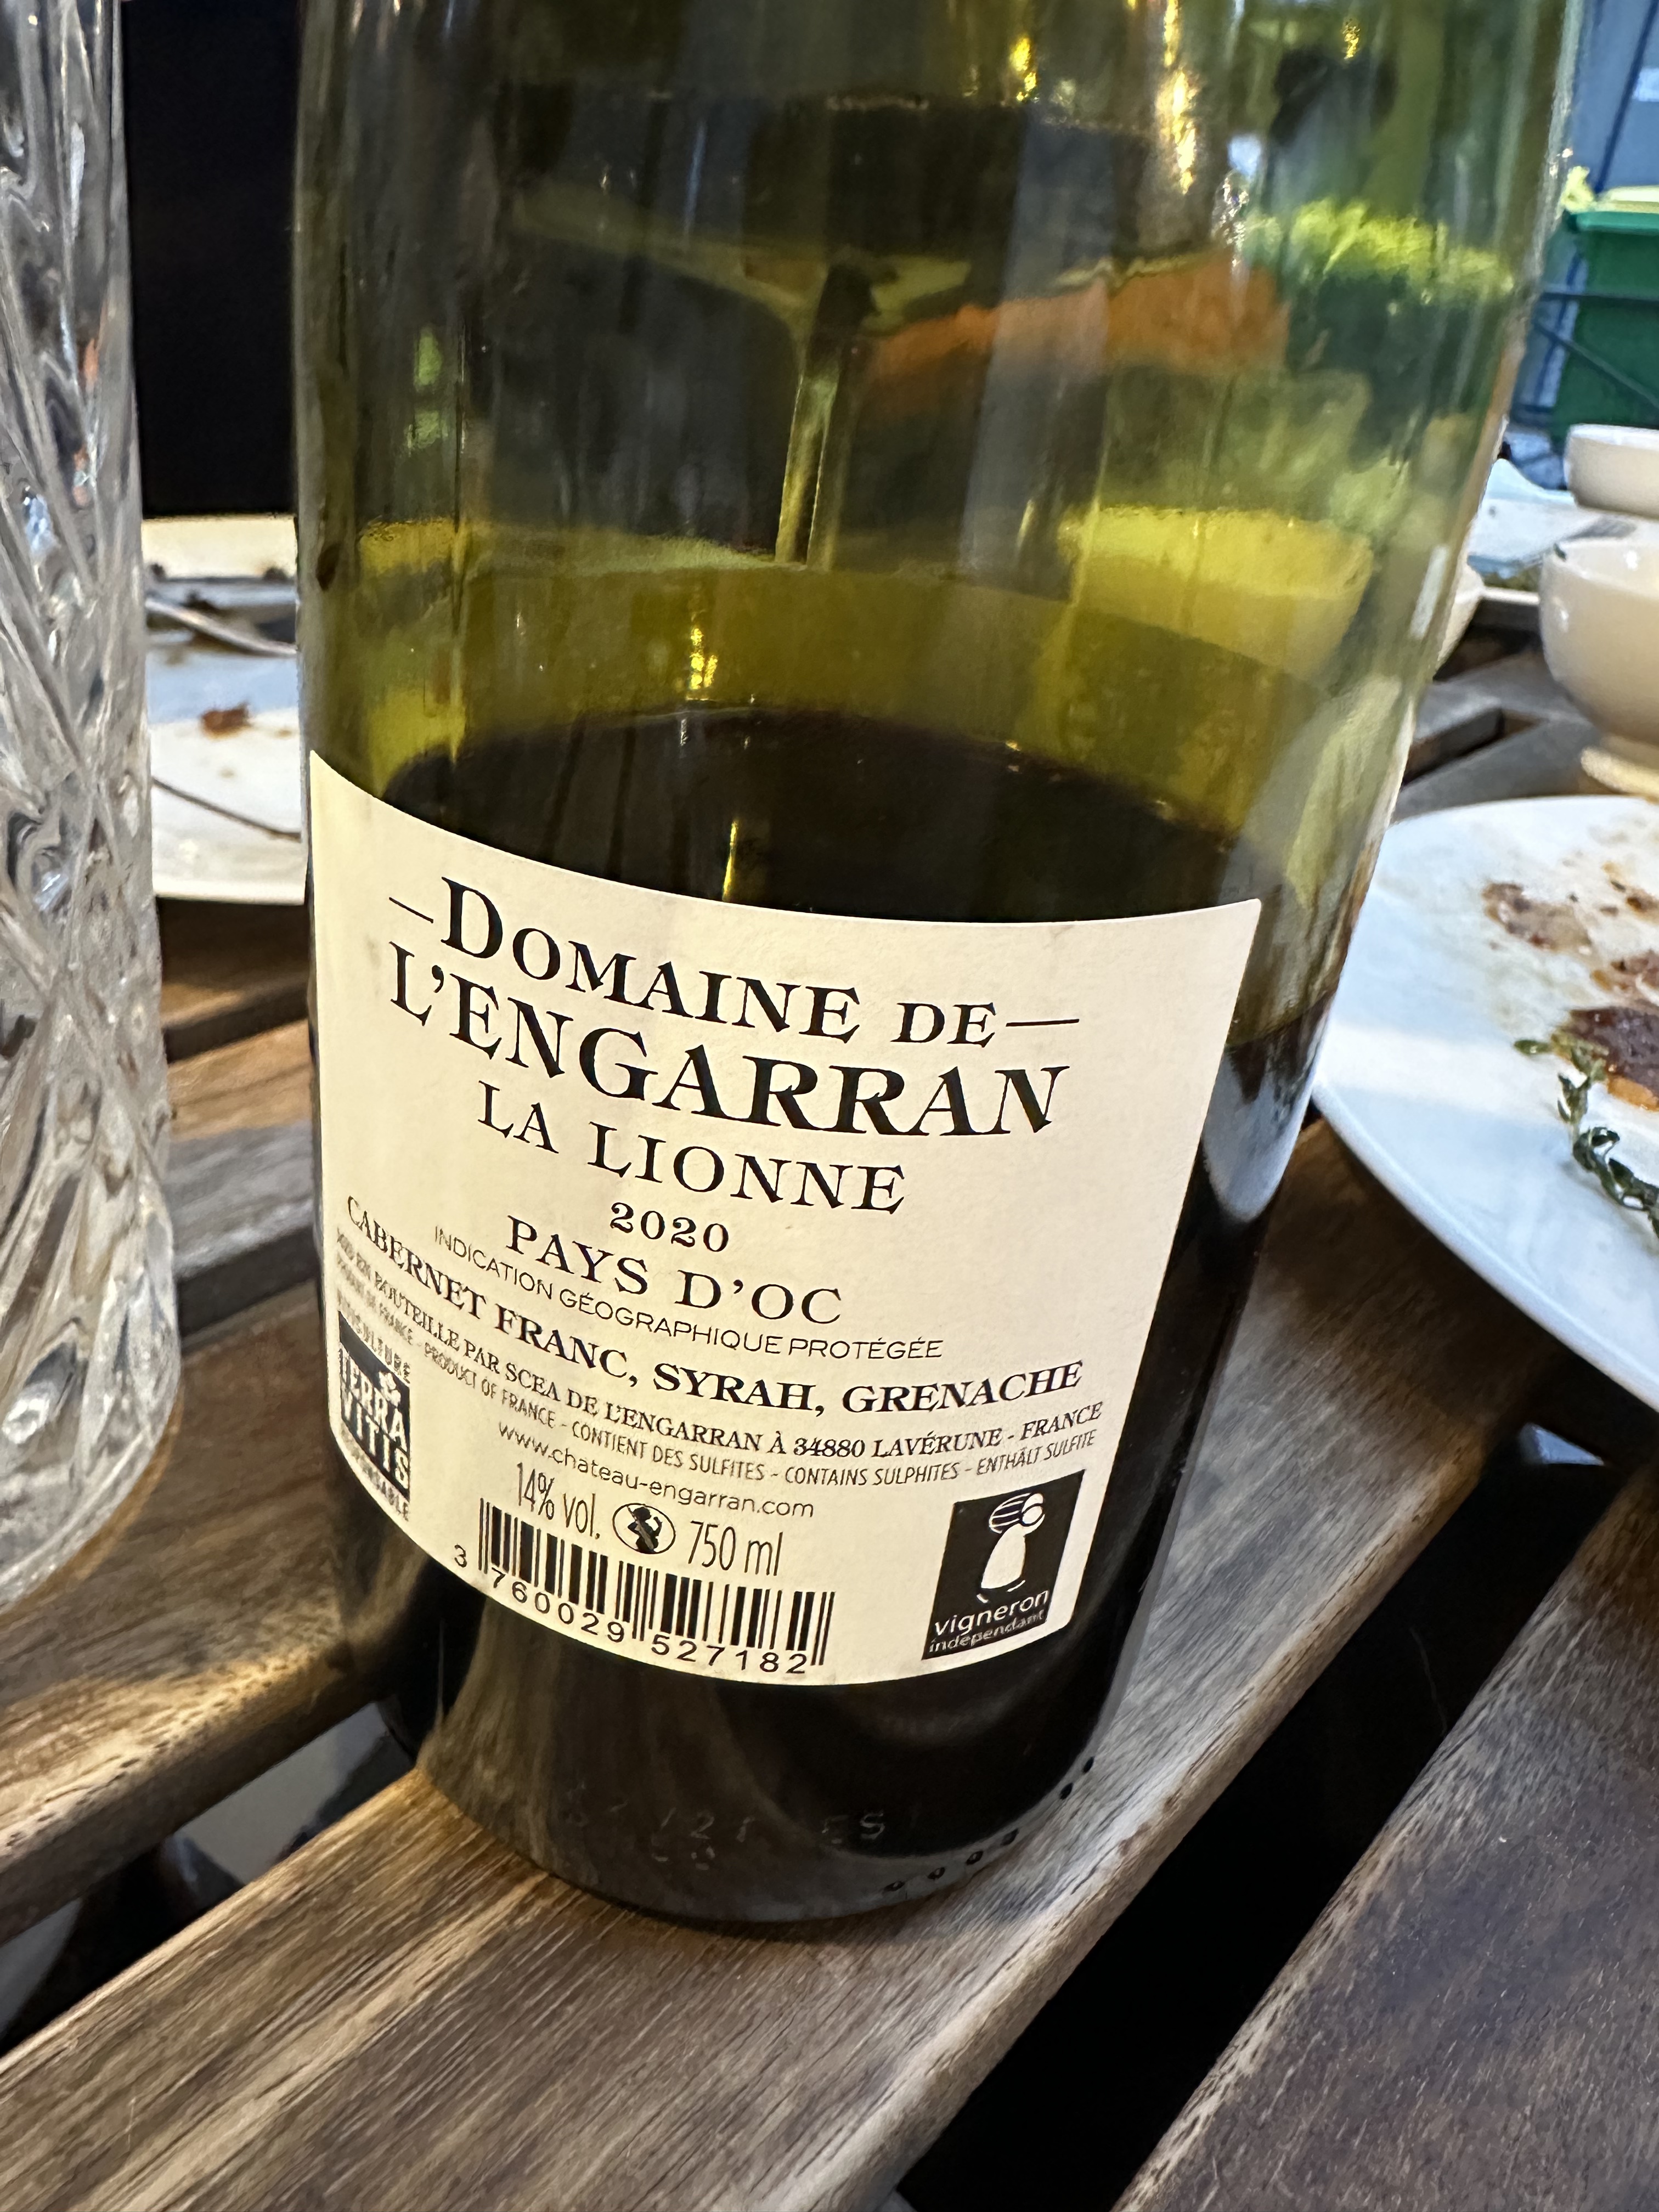 —DOMAINE DE—
L'ENGARRAN
LA LIONNE
2020
PAYS D'OC
INDICATION GÉOGRAPHIQUE PROTÉGÉE
CABERNET FRANC, SYRAH, GRENACHE
EN BOUTEILLE PAR SCEA DE L'ENGARRAN À 34880 LAVÉRUNE - FRANCE
FRANCE - PRODUCT OF FRANCE - CONTIENT DES SULFITES - CONTAINS SULPHITES - ENTHÄLT SULFITE
www.chateau-engarran.com
14% vol. 750 ml
TERRA
VITIS
3 760029 527182
vigneron
indépendant